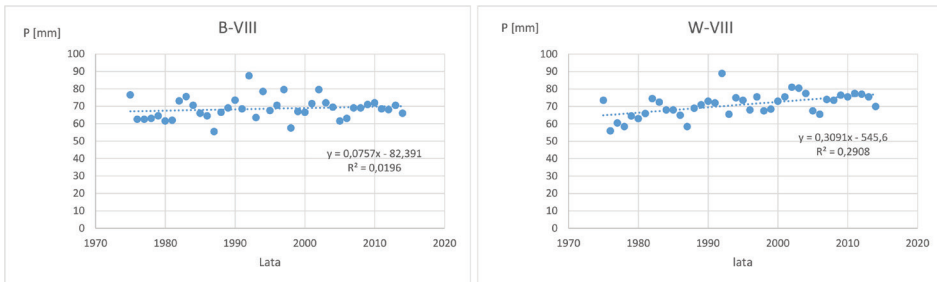 B-VIII
P [mm]
100
90
80
70
60
50
40
30
20
10
0
y = 0,0757x - 82,391
R² = 0,0196
1970 1980 1990 2000 2010 2020
Lata
W-VIII
P [mm]
100
90
80
70
60
50
40
30
20
10
0
y = 0,3091x - 545,6
R² = 0,2908
1970 1980 1990 2000 2010 2020
lata